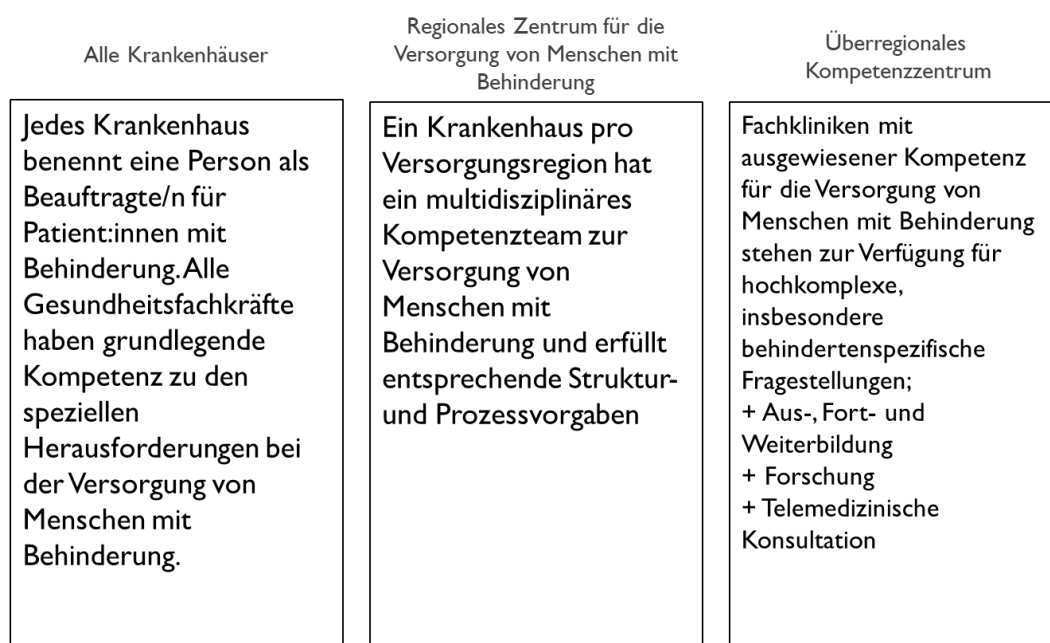 Alle Krankenhäuser
Jedes Krankenhaus
benennt eine Person als
Beauftragte/n für
Patient:innen mit
Behinderung. Alle
Gesundheitsfachkräfte
haben grundlegende
Kompetenz zu den
speziellen
Herausforderungen bei
der Versorgung von
Menschen mit
Behinderung.
Regionales Zentrum für die
Versorgung von Menschen mit
Behinderung
Ein Krankenhaus pro
Versorgungsregion hat
ein multidisziplinäres
Kompetenzteam zur
Versorgung von
Menschen mit
Behinderung und erfüllt
entsprechende Struktur-
und Prozessvorgaben
Überregionales
Kompetenzzentrum
Fachkliniken mit
ausgewiesener Kompetenz
für die Versorgung von
Menschen mit Behinderung
stehen zur Verfügung für
hochkomplexe,
insbesondere
behindertenspezifische
Fragestellungen;
+ Aus-, Fort- und
Weiterbildung
+ Forschung
+ Telemedizinische
Konsultation